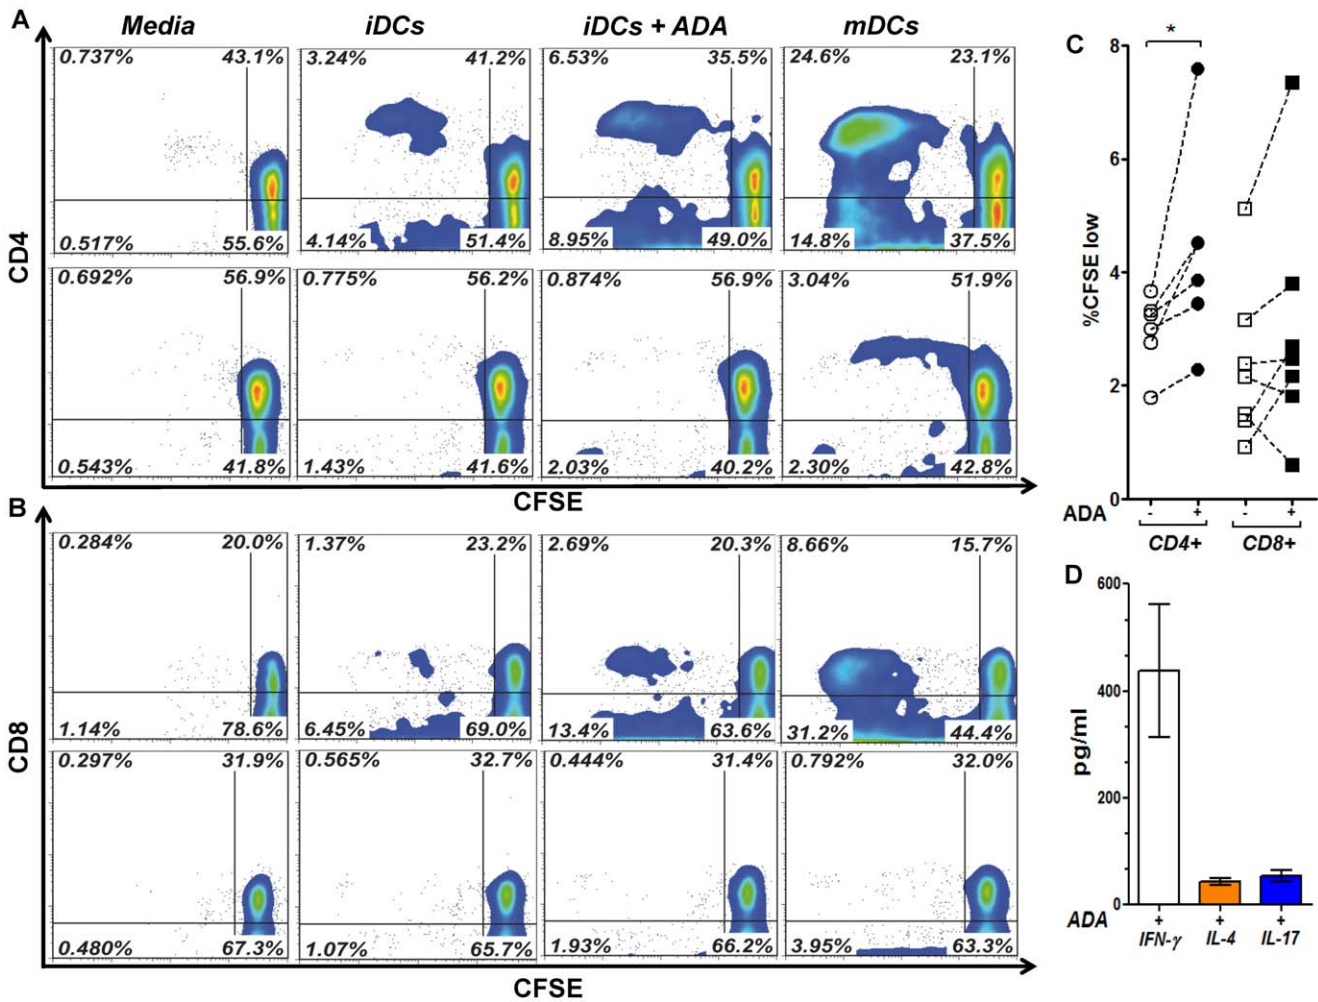 A
Media
iDCs
iDCs + ADA
mDCs
CD4
0.737% 43.1%
0.517% 55.6%
3.24% 41.2%
4.14% 51.4%
6.53% 35.5%
8.95% 49.0%
24.6% 23.1%
14.8% 37.5%
0.692% 56.9%
0.543% 41.8%
0.775% 56.2%
1.43% 41.6%
0.874% 56.9%
2.03% 40.2%
3.04% 51.9%
2.30% 42.8%
CFSE
B
CD8
0.284% 20.0%
1.14% 78.6%
1.37% 23.2%
6.45% 69.0%
2.69% 20.3%
13.4% 63.6%
8.66% 15.7%
31.2% 44.4%
0.297% 31.9%
0.480% 67.3%
0.565% 32.7%
1.07% 65.7%
0.444% 31.4%
1.93% 66.2%
0.792% 32.0%
3.95% 63.3%
CFSE
C
*
%CFSE low
8
6
4
2
0
ADA - + - +
CD4+ CD8+
D
pg/ml
600
400
200
0
ADA + + +
IFN-γ IL-4 IL-17